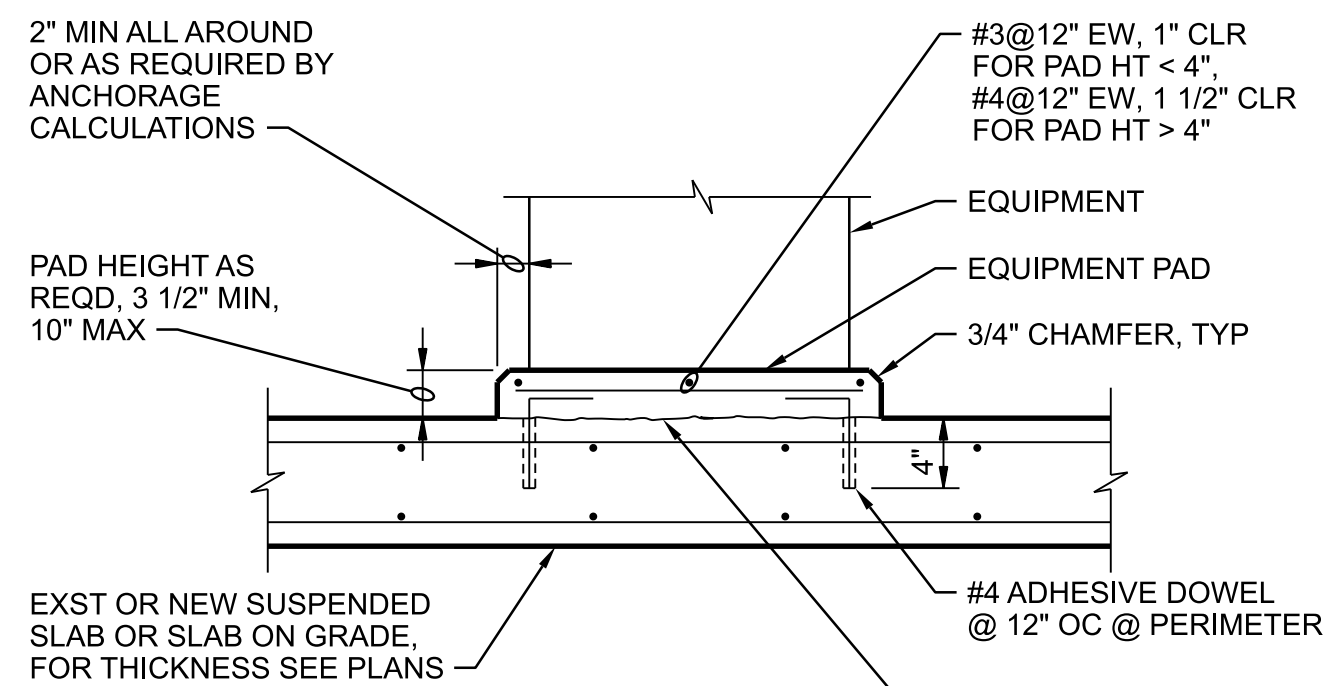 2" MIN ALL AROUND
OR AS REQUIRED BY
ANCHORAGE
CALCULATIONS
#3@12" EW, 1" CLR
FOR PAD HT < 4",
#4@12" EW, 1 1/2" CLR
FOR PAD HT > 4"
EQUIPMENT
PAD HEIGHT AS
REQD, 3 1/2" MIN,
10" MAX
EQUIPMENT PAD
3/4" CHAMFER, TYP
4"
EXST OR NEW SUSPENDED
SLAB OR SLAB ON GRADE,
FOR THICKNESS SEE PLANS
#4 ADHESIVE DOWEL
@ 12" OC @ PERIMETER